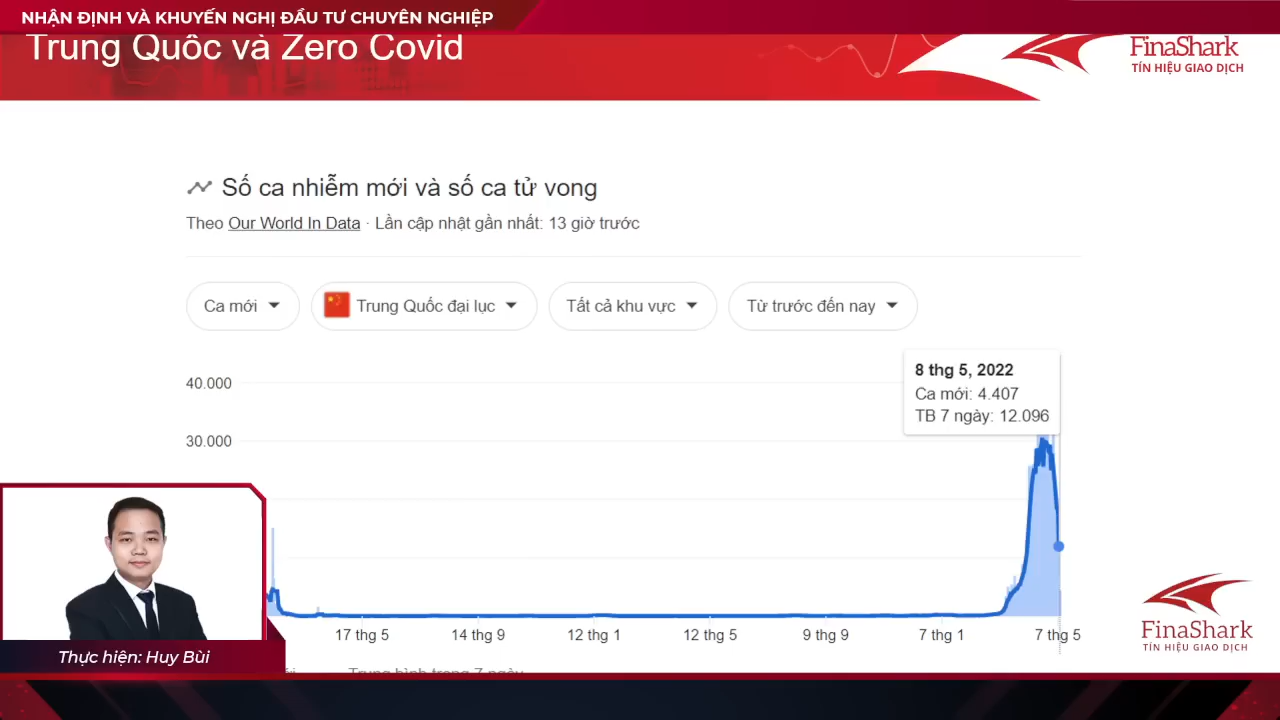 NHẬN ĐỊNH VÀ KHUYẾN NGHỊ ĐẦU TƯ CHUYÊN NGHIỆP
Trung Quốc và Zero Covid
FinaShark
TÍN HIỆU GIAO DỊCH
Số ca nhiễm mới và số ca tử vong
Theo Our World In Data · Lần cập nhật gần nhất: 13 giờ trước
Ca mới
Trung Quốc đại lục
Tất cả khu vực
Từ trước đến nay
8 thg 5, 2022
Ca mới: 4.407
TB 7 ngày: 12.096
40.000
30.000
17 thg 5
14 thg 9
12 thg 1
12 thg 5
9 thg 9
7 thg 1
7 thg 5
Trung bình trong 7 ngày
Thực hiện: Huy Bùi
FinaShark
TÍN HIỆU GIAO DỊCH